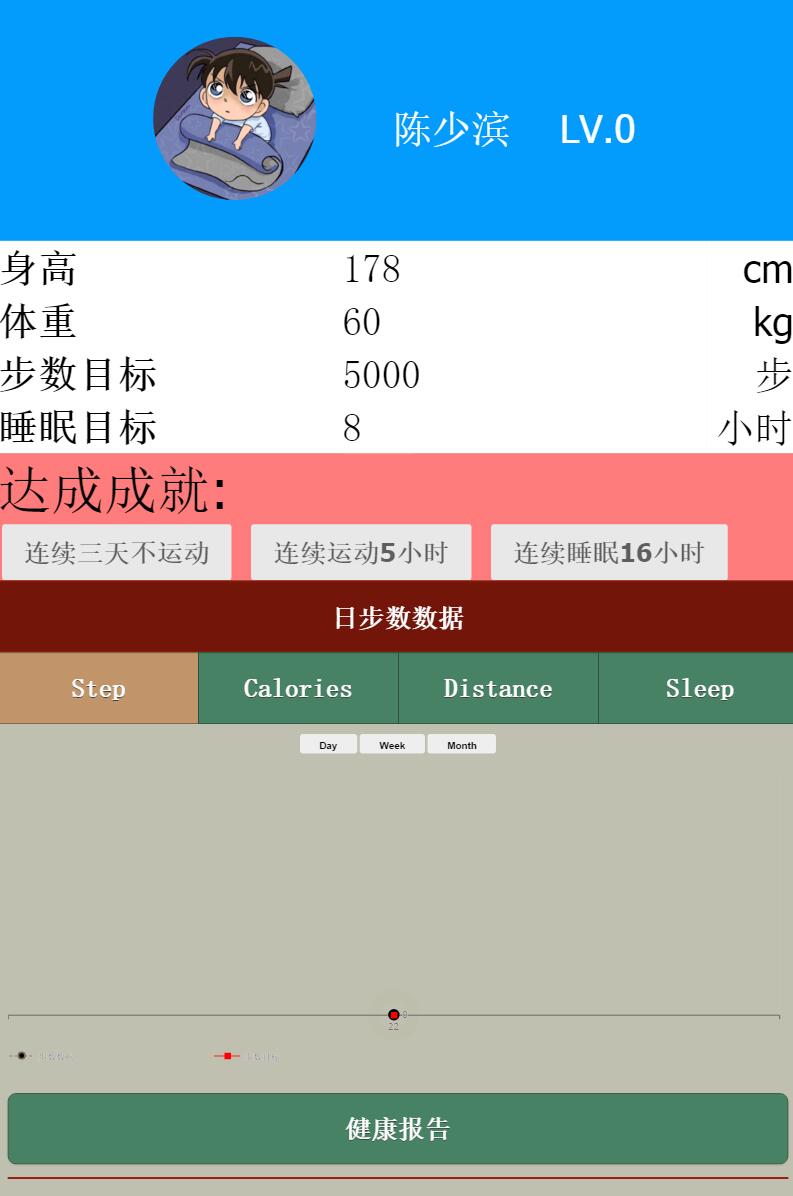 陈少滨 LV.0
身高 178 cm
体重 60 kg
步数目标 5000 步
睡眠目标 8 小时
达成成就:
连续三天不运动 连续运动5小时 连续睡眠16小时
日步数数据
Step Calories Distance Sleep
Day Week Month
0
22
健康报告